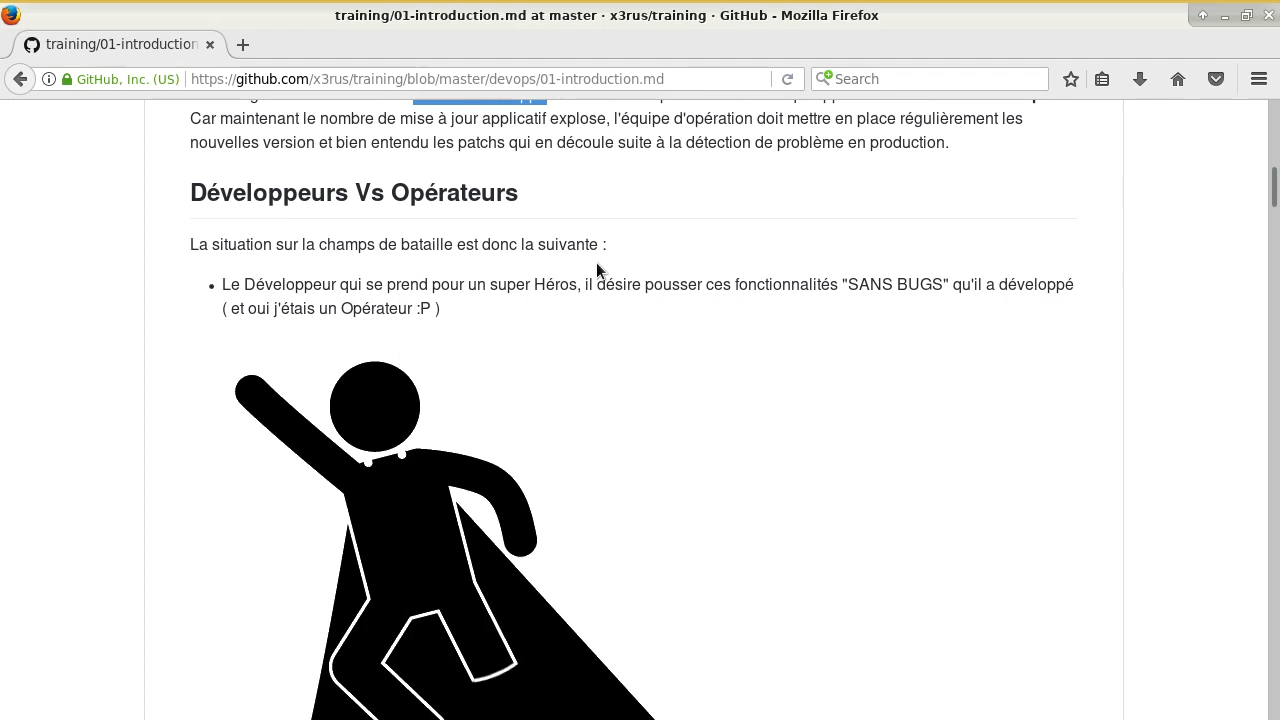 training/01-introduction.md at master · x3rus/training · GitHub - Mozilla Firefox
training/01-introduction
GitHub, Inc. (US)
https://github.com/x3rus/training/blob/master/devops/01-introduction.md
Search
Car maintenant le nombre de mise à jour applicatif explose, l'équipe d'opération doit mettre en place régulièrement les
nouvelles version et bien entendu les patchs qui en découle suite à la détection de problème en production.
Développeurs Vs Opérateurs
La situation sur la champs de bataille est donc la suivante :
• Le Développeur qui se prend pour un super Héros, il désire pousser ces fonctionnalités "SANS BUGS" qu'il a développé
( et oui j'étais un Opérateur :P )